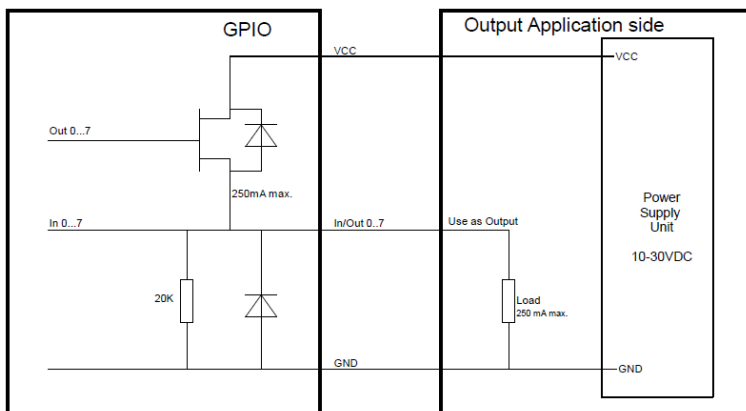 GPIO
Output Application side
VCC
VCC
Out 0...7
250mA max.
In 0...7
In/Out 0..7
Use as Output
Power
Supply
Unit
10-30VDC
20K
Load
250 mA max.
GND
GND